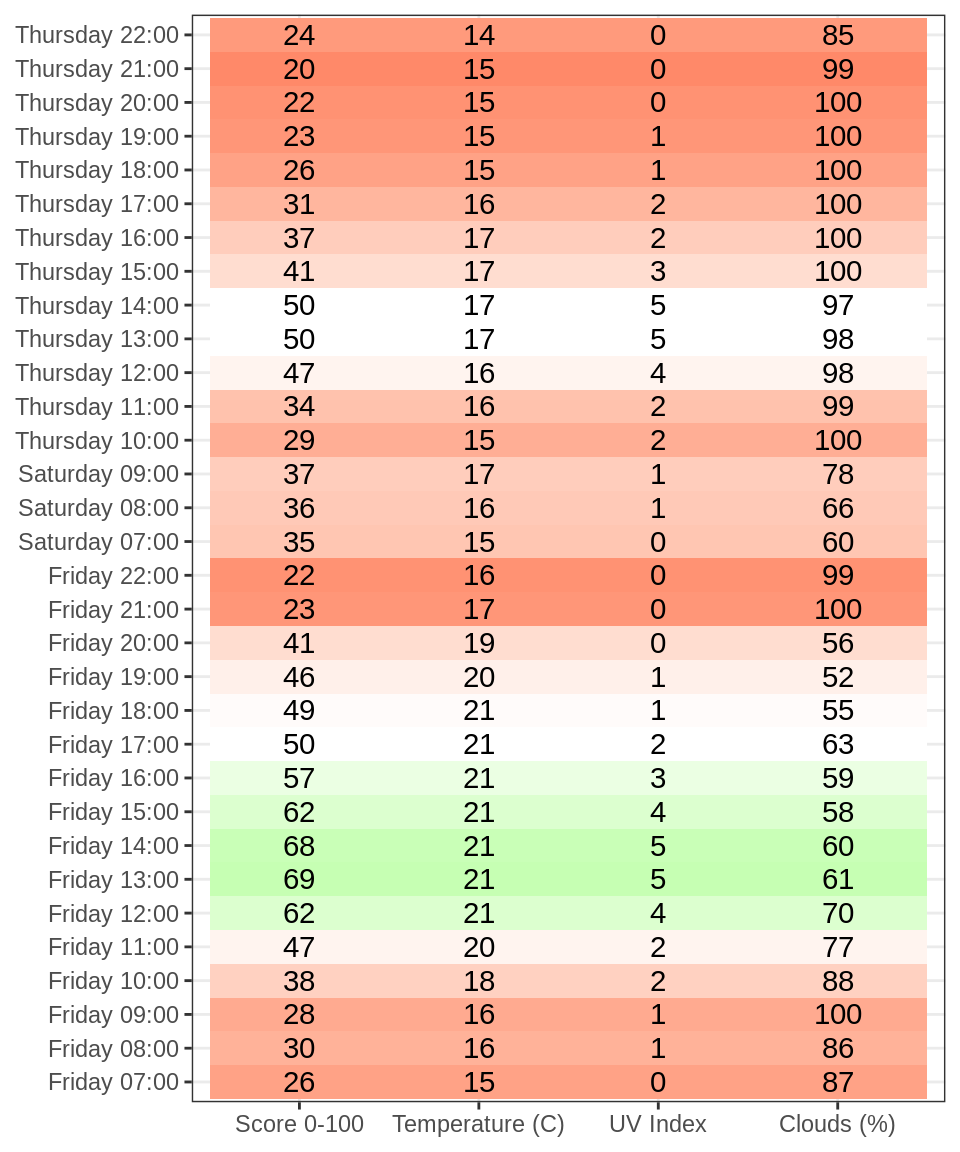 Thursday 22:00 24 14 0 85
Thursday 21:00 20 15 0 99
Thursday 20:00 22 15 0 100
Thursday 19:00 23 15 1 100
Thursday 18:00 26 15 1 100
Thursday 17:00 31 16 2 100
Thursday 16:00 37 17 2 100
Thursday 15:00 41 17 3 100
Thursday 14:00 50 17 5 97
Thursday 13:00 50 17 5 98
Thursday 12:00 47 16 4 98
Thursday 11:00 34 16 2 99
Thursday 10:00 29 15 2 100
Saturday 09:00 37 17 1 78
Saturday 08:00 36 16 1 66
Saturday 07:00 35 15 0 60
Friday 22:00 22 16 0 99
Friday 21:00 23 17 0 100
Friday 20:00 41 19 0 56
Friday 19:00 46 20 1 52
Friday 18:00 49 21 1 55
Friday 17:00 50 21 2 63
Friday 16:00 57 21 3 59
Friday 15:00 62 21 4 58
Friday 14:00 68 21 5 60
Friday 13:00 69 21 5 61
Friday 12:00 62 21 4 70
Friday 11:00 47 20 2 77
Friday 10:00 38 18 2 88
Friday 09:00 28 16 1 100
Friday 08:00 30 16 1 86
Friday 07:00 26 15 0 87
Score 0-100 Temperature (C) UV Index Clouds (%)